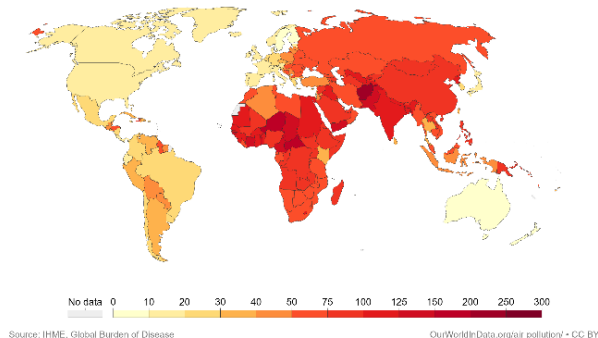 No data 0 10 20 30 40 50 75 100 125 150 200 250 300
Source: IHME, Global Burden of Disease OurWorldInData.org/air-pollution/ • CC BY